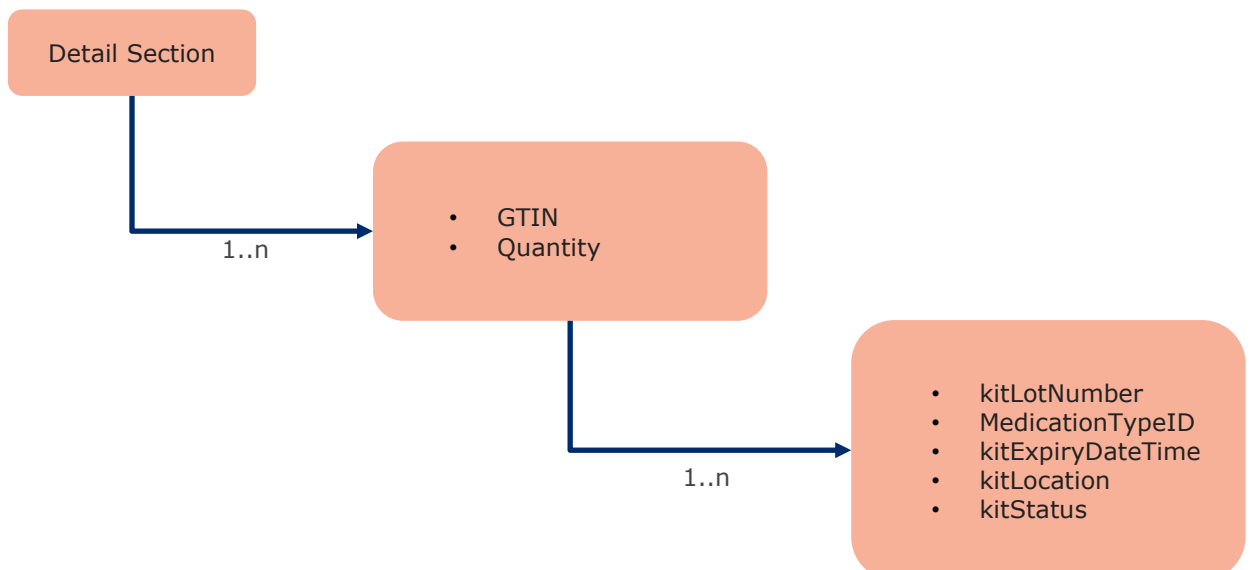 Detail Section
1..n
• GTIN
• Quantity
1..n
• kitLotNumber
• MedicationTypeID
• kitExpiryDateTime
• kitLocation
• kitStatus